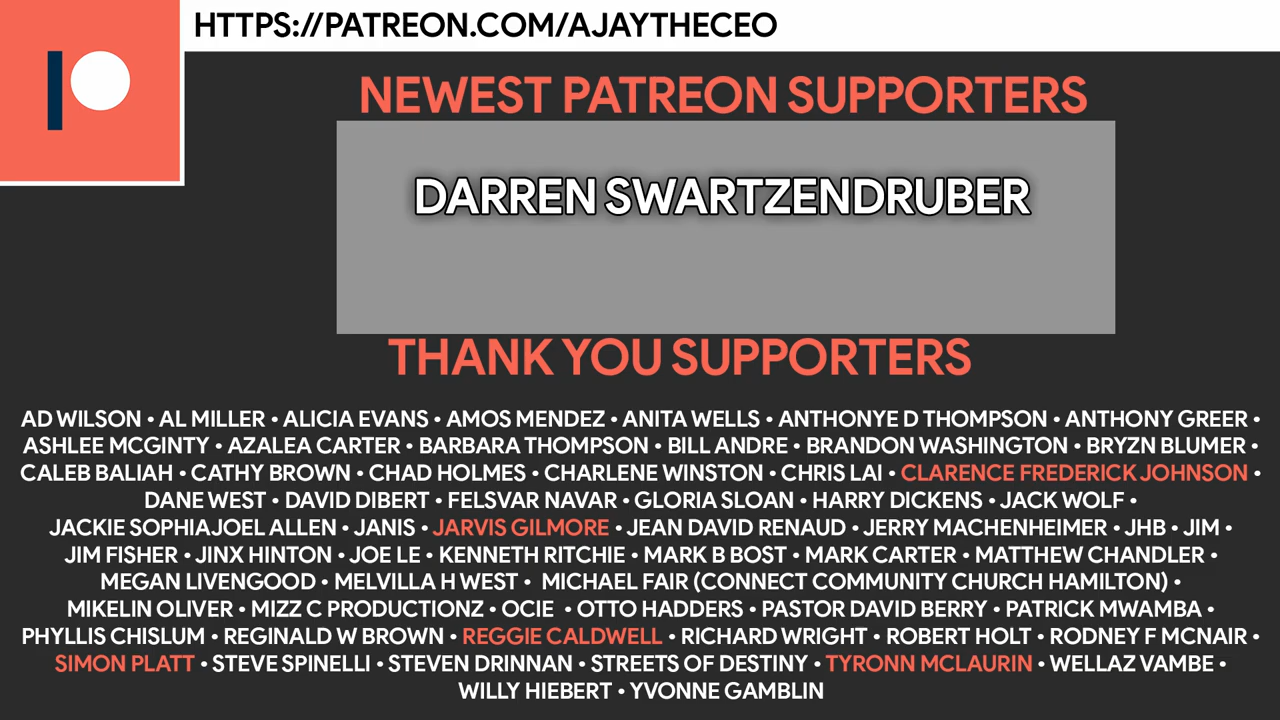 HTTPS://PATREON.COM/AJAYTHECEO
NEWEST PATREON SUPPORTERS
DARREN SWARTZENDRUBER
THANK YOU SUPPORTERS
AD WILSON • AL MILLER • ALICIA EVANS • AMOS MENDEZ • ANITA WELLS • ANTHONYE D THOMPSON • ANTHONY GREER •
ASHLEE MCGINTY • AZALEA CARTER • BARBARA THOMPSON • BILL ANDRE • BRANDON WASHINGTON • BRYZN BLUMER •
CALEB BALIAH • CATHY BROWN • CHAD HOLMES • CHARLENE WINSTON • CHRIS LAI • CLARENCE FREDERICK JOHNSON •
DANE WEST • DAVID DIBERT • FELSVAR NAVAR • GLORIA SLOAN • HARRY DICKENS • JACK WOLF •
JACKIE SOPHIAJOEL ALLEN • JANIS • JARVIS GILMORE • JEAN DAVID RENAUD • JERRY MACHENHEIMER • JHB • JIM •
JIM FISHER • JINX HINTON • JOE LE • KENNETH RITCHIE • MARK B BOST • MARK CARTER • MATTHEW CHANDLER •
MEGAN LIVENGOOD • MELVILLA H WEST • MICHAEL FAIR (CONNECT COMMUNITY CHURCH HAMILTON) •
MIKELIN OLIVER • MIZZ C PRODUCTIONZ • OCIE • OTTO HADDERS • PASTOR DAVID BERRY • PATRICK MWAMBA •
PHYLLIS CHISLUM • REGINALD W BROWN • REGGIE CALDWELL • RICHARD WRIGHT • ROBERT HOLT • RODNEY F MCNAIR •
SIMON PLATT • STEVE SPINELLI • STEVEN DRINNAN • STREETS OF DESTINY • TYRONN MCLAURIN • WELLAZ VAMBE •
WILLY HIEBERT • YVONNE GAMBLIN